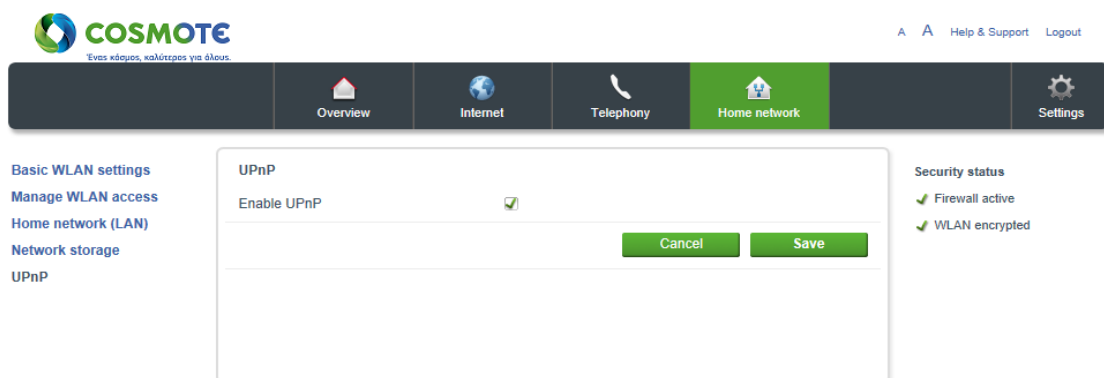 COSMOTE
Ένας κόσμος, καλύτερος για όλους.
A A Help & Support Logout
Overview
Internet
Telephony
Home network
Settings
Basic WLAN settings
Manage WLAN access
Home network (LAN)
Network storage
UPnP
UPnP
Enable UPnP
Cancel
Save
Security status
Firewall active
WLAN encrypted